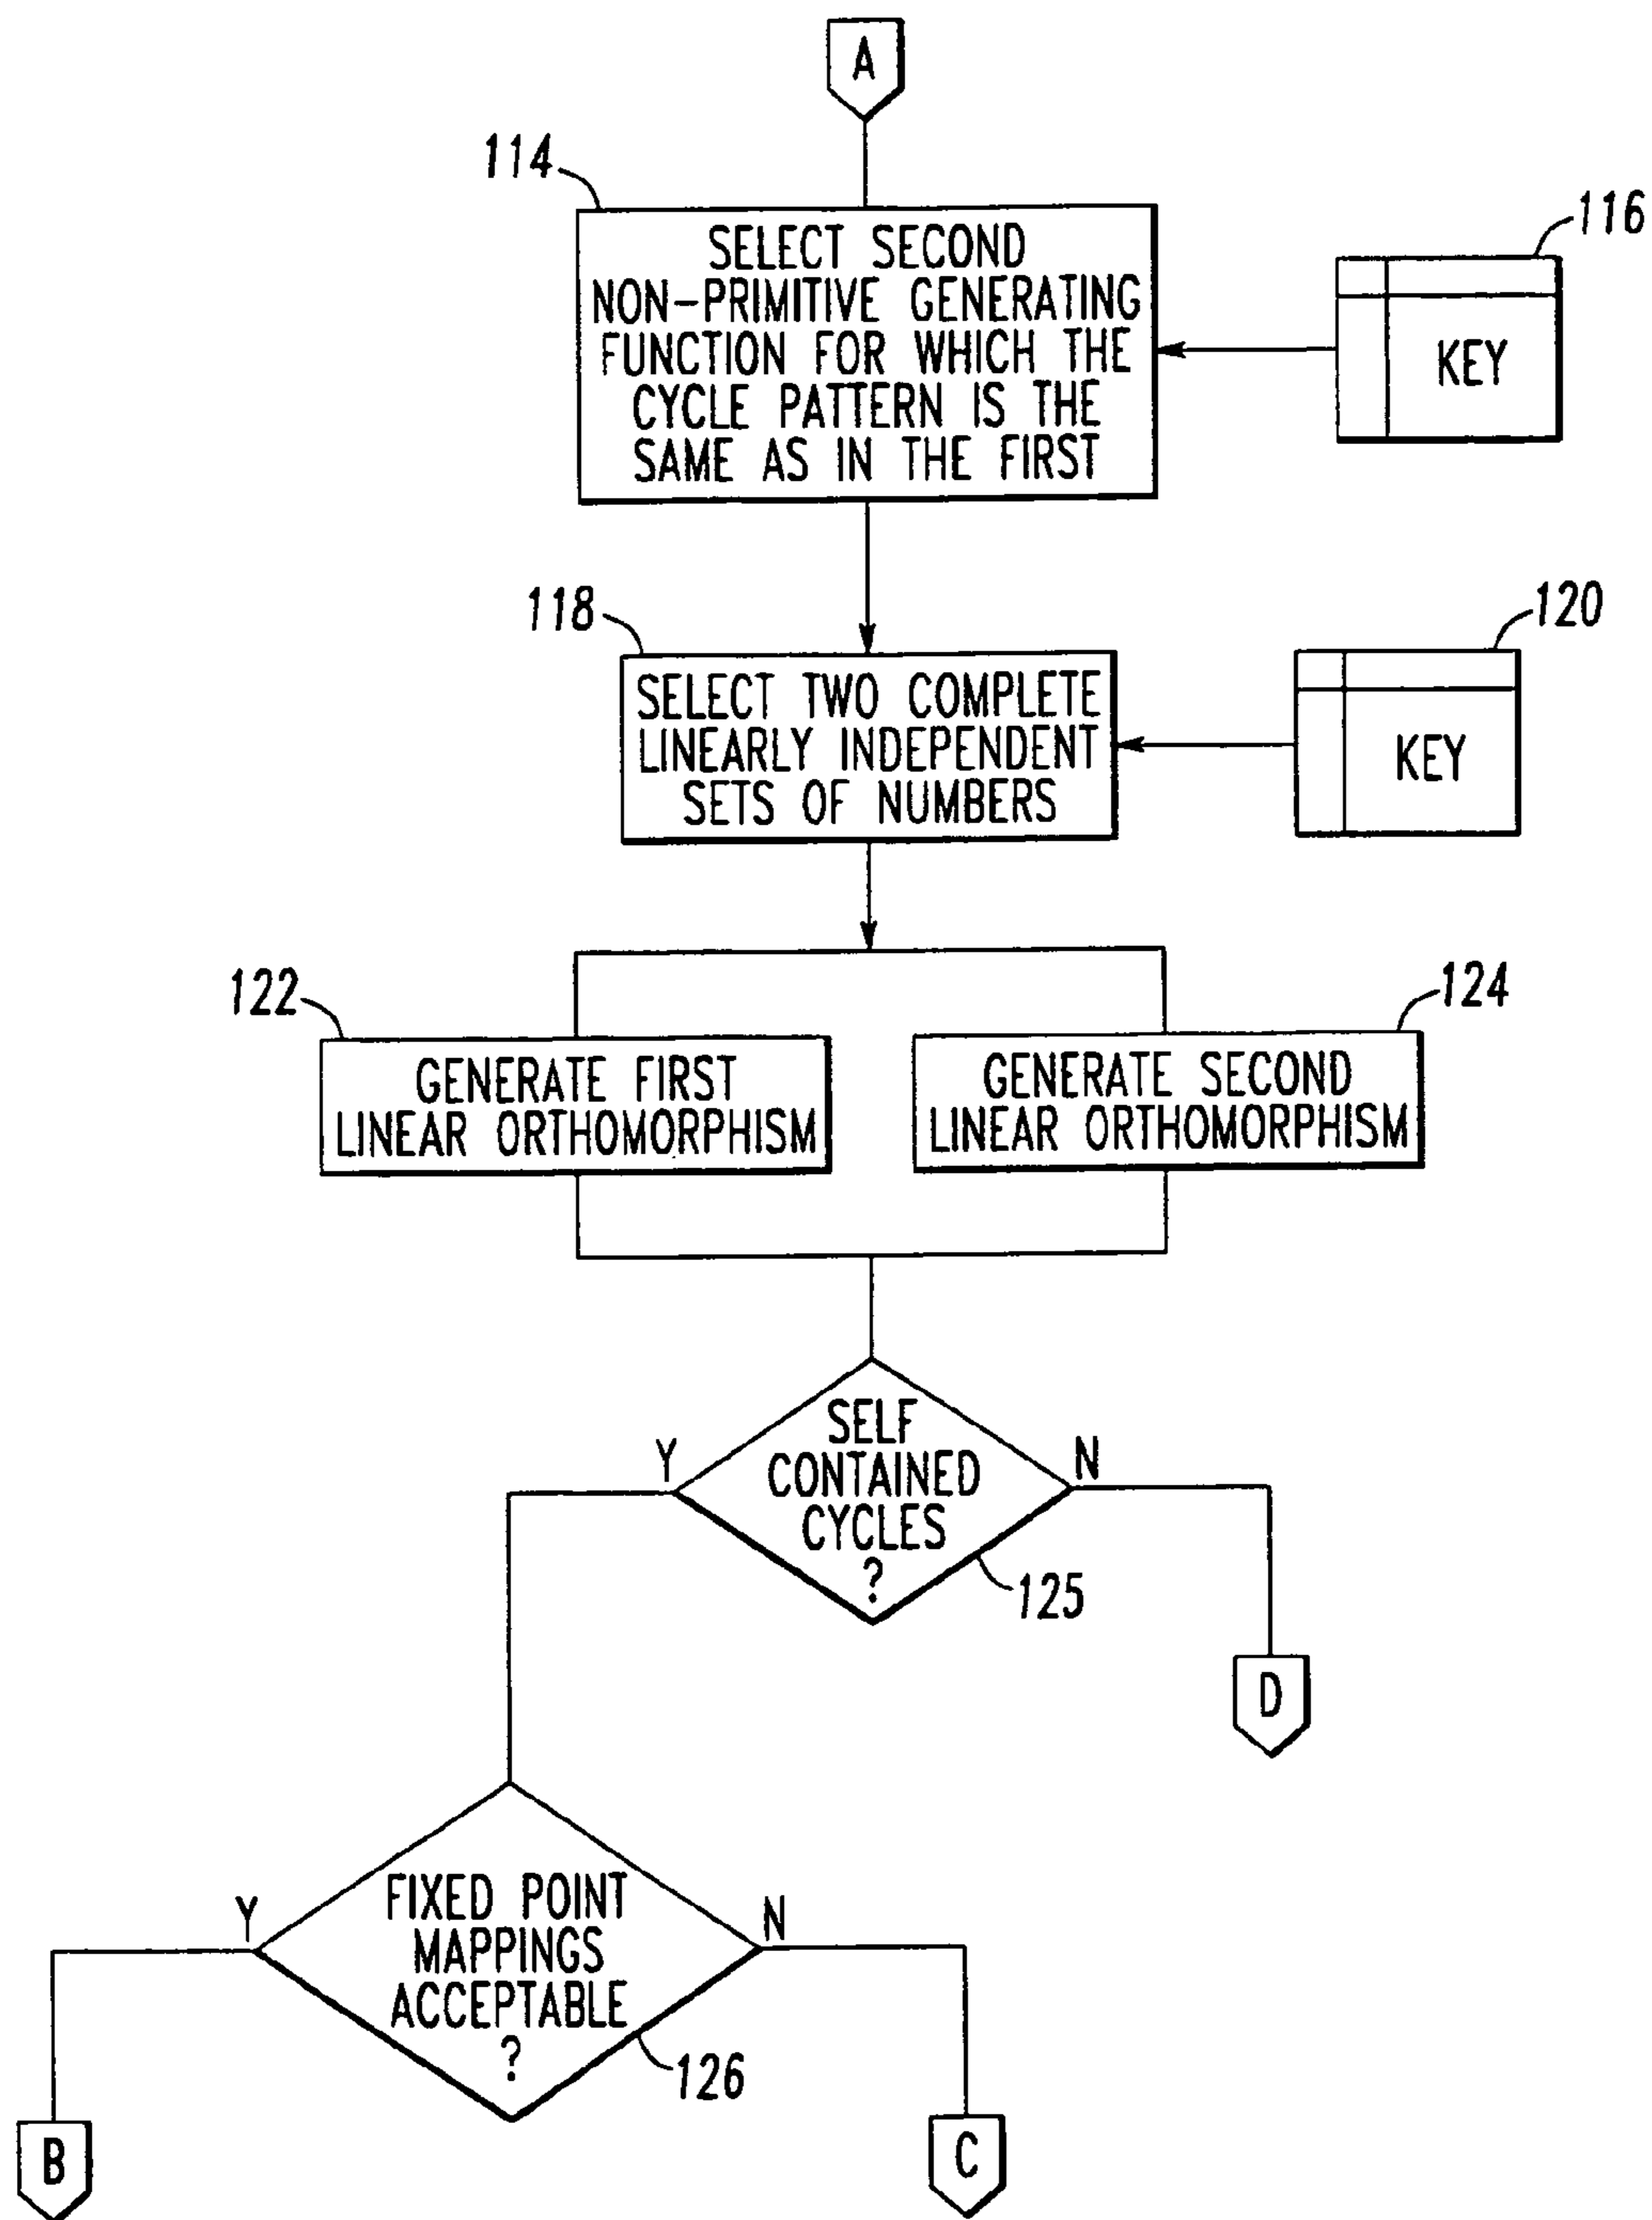 A
114
SELECT SECOND
NON-PRIMITIVE GENERATING
FUNCTION FOR WHICH THE
CYCLE PATTERN IS THE
SAME AS IN THE FIRST
116
KEY
118
SELECT TWO COMPLETE
LINEARLY INDEPENDENT
SETS OF NUMBERS
120
KEY
122
GENERATE FIRST
LINEAR ORTHOMORPHISM
124
GENERATE SECOND
LINEAR ORTHOMORPHISM
Y
SELF
CONTAINED
CYCLES
?
N
125
D
Y
FIXED POINT
MAPPINGS
ACCEPTABLE
?
N
126
B
C